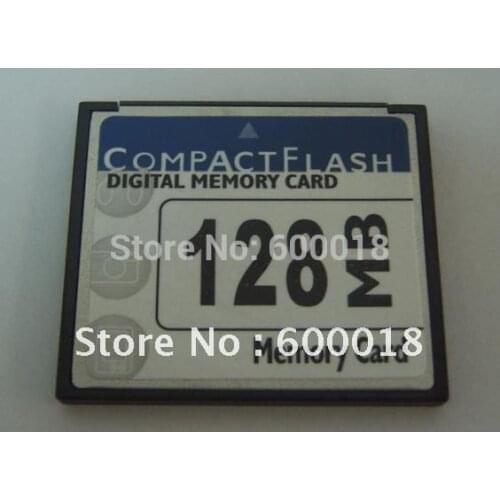 COMPACTFLASH
DIGITAL MEMORY CARD
Store No: 600018
128 MB
Store No : 600018
Memory Card